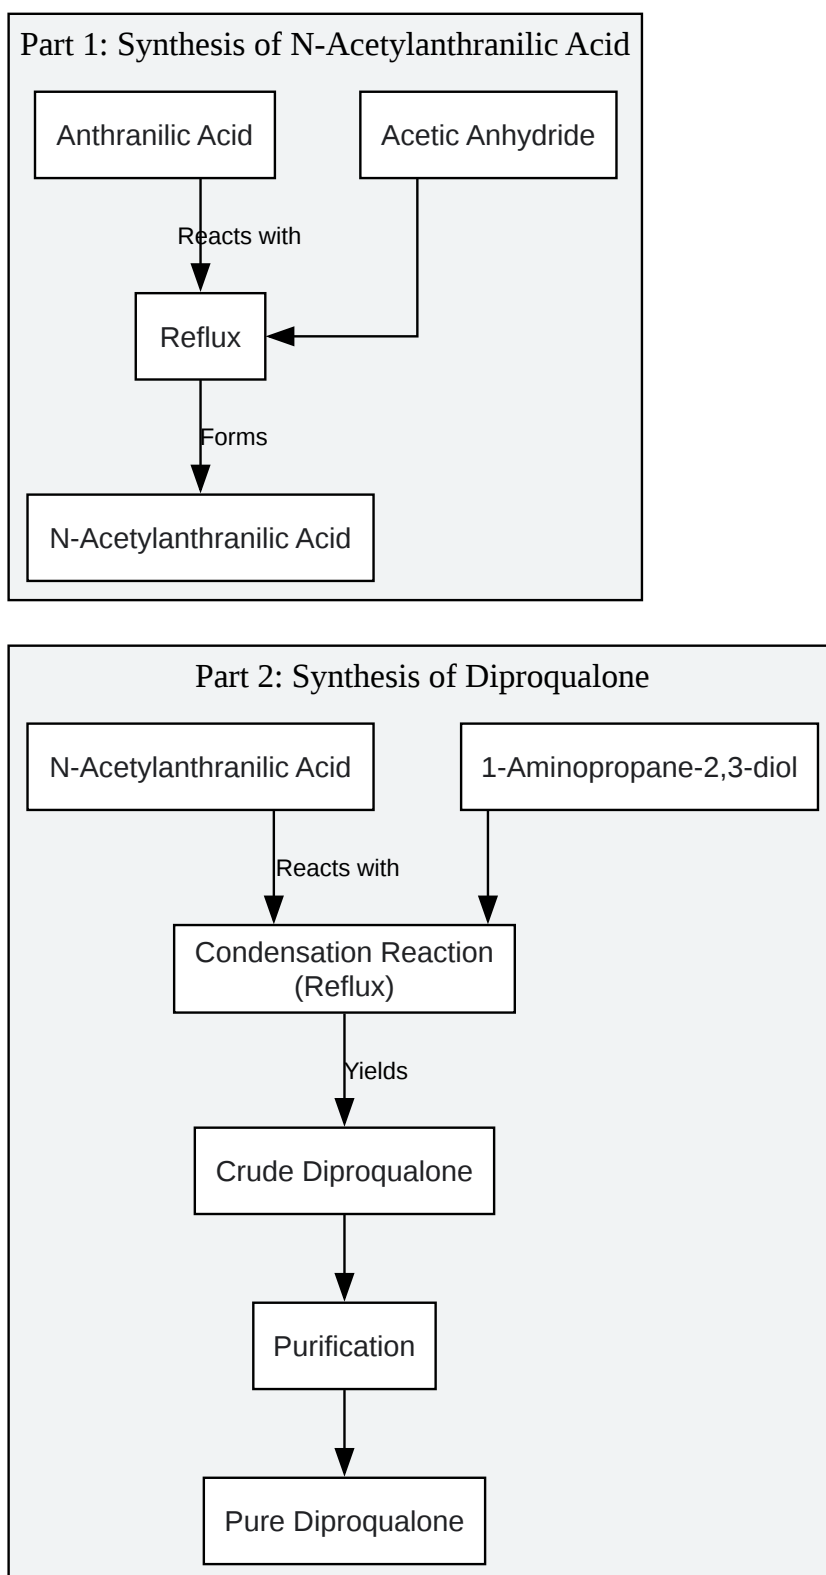 Part 1: Synthesis of N-Acetylanthranilic Acid
Anthranilic Acid
Acetic Anhydride
Reacts with
Reflux
Forms
N-Acetylanthranilic Acid
Part 2: Synthesis of Diproqualone
N-Acetylanthranilic Acid
1-Aminopropane-2,3-diol
Reacts with
Condensation Reaction
(Reflux)
Yields
Crude Diproqualone
Purification
Pure Diproqualone